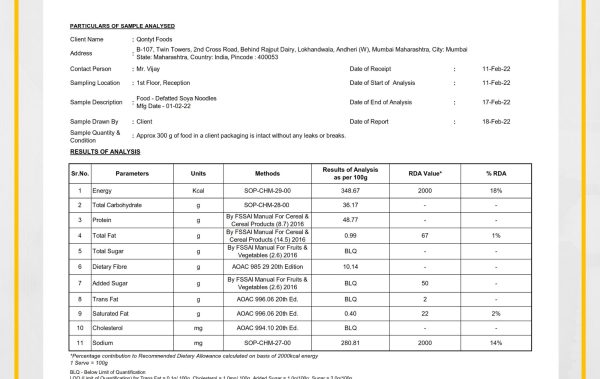 PARTICULARS OF SAMPLE ANALYSED
Client Name : Qontyt Foods
Address : B-107, Twin Towers, 2nd Cross Road, Behind Rajput Dairy, Lokhandwala, Andheri (W), Mumbai Maharashtra, City: Mumbai
State: Maharashtra, Country: India, Pincode : 400053
Contact Person : Mr. Vijay Date of Receipt : 11-Feb-22
Sampling Location : 1st Floor, Reception Date of Start of Analysis : 11-Feb-22
Sample Description : Food - Defatted Soya Noodles
Mfg Date - 01-02-22 Date of End of Analysis : 17-Feb-22
Sample Drawn By : Client Date of Report : 18-Feb-22
Sample Quantity &
Condition : Approx 300 g of food in a client packaging is intact without any leaks or breaks.
RESULTS OF ANALYSIS
Sr.No. Parameters Units Methods Results of Analysis as per 100g RDA Value* % RDA
1 Energy Kcal SOP-CHM-29-00 348.67 2000 18%
2 Total Carbohydrate g SOP-CHM-28-00 36.17 - -
3 Protein g By FSSAI Manual For Cereal & Cereal Products (8.7) 2016 48.77 - -
4 Total Fat g By FSSAI Manual For Cereal & Cereal Products (14.5) 2016 0.99 67 1%
5 Total Sugar g By FSSAI Manual For Fruits & Vegetables (2.6) 2016 BLQ - -
6 Dietary Fibre g AOAC 985 29 20th Edition 10.14 - -
7 Added Sugar g By FSSAI Manual For Fruits & Vegetables (2.6) 2016 BLQ 50 -
8 Trans Fat g AOAC 996.06 20th Ed. BLQ 2 -
9 Saturated Fat g AOAC 996.06 20th Ed. 0.40 22 2%
10 Cholesterol mg AOAC 994.10 20th Ed. BLQ - -
11 Sodium mg SOP-CHM-27-00 280.81 2000 14%
*Percentage contribution to Recommended Dietary Allowance calculated on basis of 2000kcal energy
1 Serve = 100g
BLQ - Below Limit of Quantification